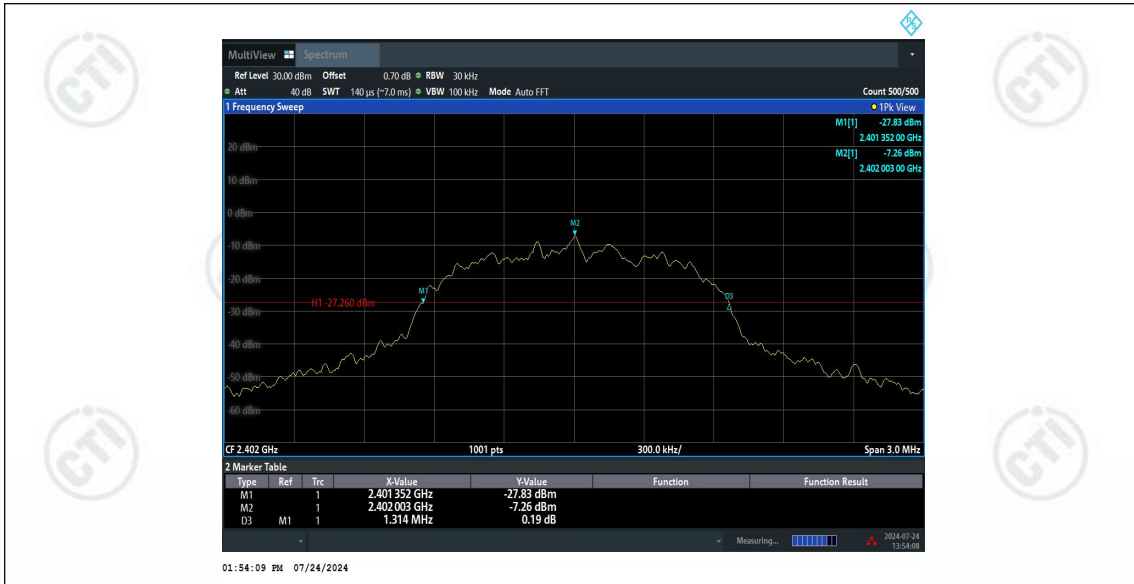 R&S
MultiView Spectrum
Ref Level 30.00 dBm Offset 0.70 dB RBW 30 kHz
Att 40 dB SWT 140 µs (~7.0 ms) VBW 100 kHz Mode Auto FFT Count 500/500
1 Frequency Sweep 1Pk View
M1[1] -27.83 dBm
2.401 352 00 GHz
M2[1] -7.26 dBm
2.402 003 00 GHz
20 dBm
10 dBm
0 dBm
M2
-10 dBm
-20 dBm
M1
D3
H1 -27.260 dBm
-30 dBm
-40 dBm
-50 dBm
-60 dBm
CF 2.402 GHz 1001 pts 300.0 kHz/ Span 3.0 MHz
2 Marker Table
Type Ref Trc X-Value Y-Value Function Function Result
M1 1 2.401 352 GHz -27.83 dBm
M2 1 2.402 003 GHz -7.26 dBm
D3 M1 1 1.314 MHz 0.19 dB
Measuring... 2024-07-24
13:54:08
01:54:09 PM 07/24/2024
CTI
CTI
CTI
CTI